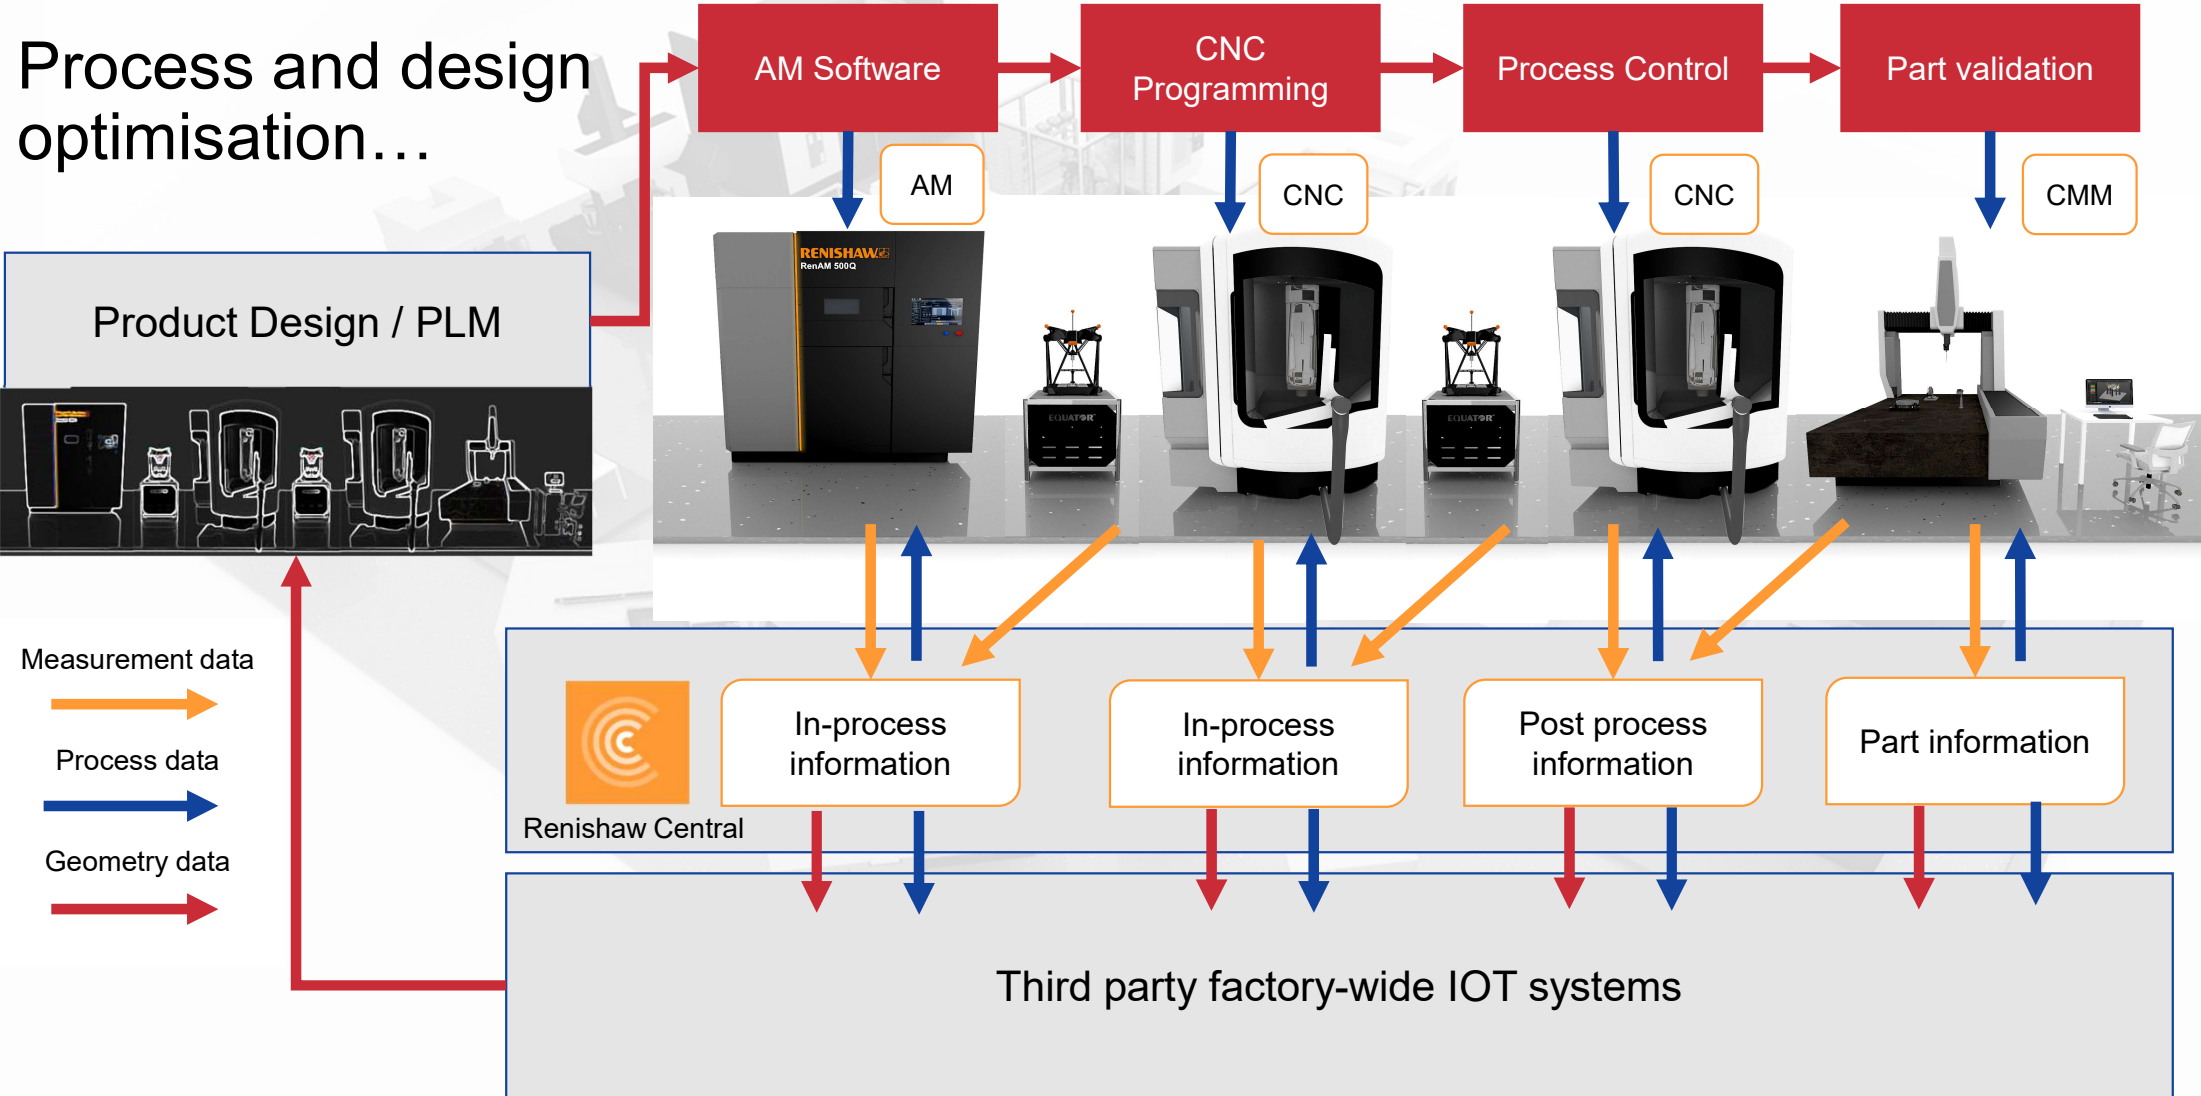 Process and design
optimisation...
AM Software
CNC
Programming
Process Control
Part validation
AM
CNC
CNC
CMM
RENISHAW
RenAM 500Q
Product Design / PLM
EQUATOR™
EQUATOR™
Measurement data
Process data
Geometry data
Renishaw Central
In-process
information
In-process
information
Post process
information
Part information
Third party factory-wide IOT systems